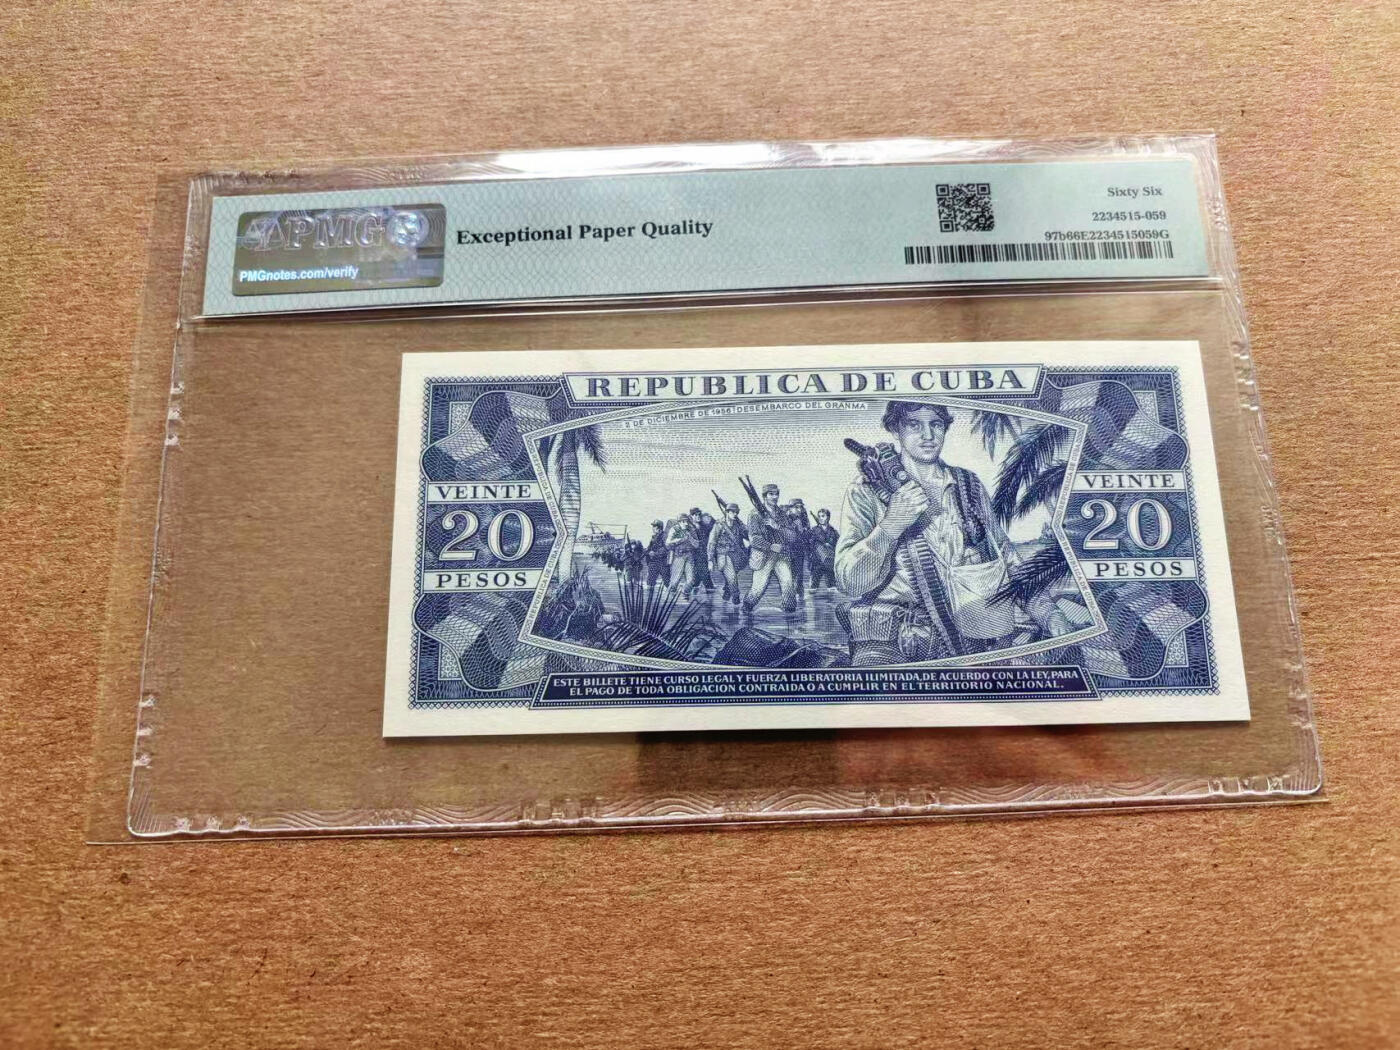 PMG
PMGnotes.com/verify
Exceptional Paper Quality
Sixty Six
2234515-059
97b66E2234515059G
REPUBLICA DE CUBA
2 DE DICIEMBRE DE 1956 DESEMBARCO DEL GRANMA
VEINTE
20
PESOS
VEINTE
20
PESOS
ESTE BILLETE TIENE CURSO LEGAL Y FUERZA LIBERATORIA ILIMITADA, DE ACUERDO CON LA LEY, PARA
EL PAGO DE TODA OBLIGACION CONTRAIDA O A CUMPLIR EN EL TERRITORIO NACIONAL.